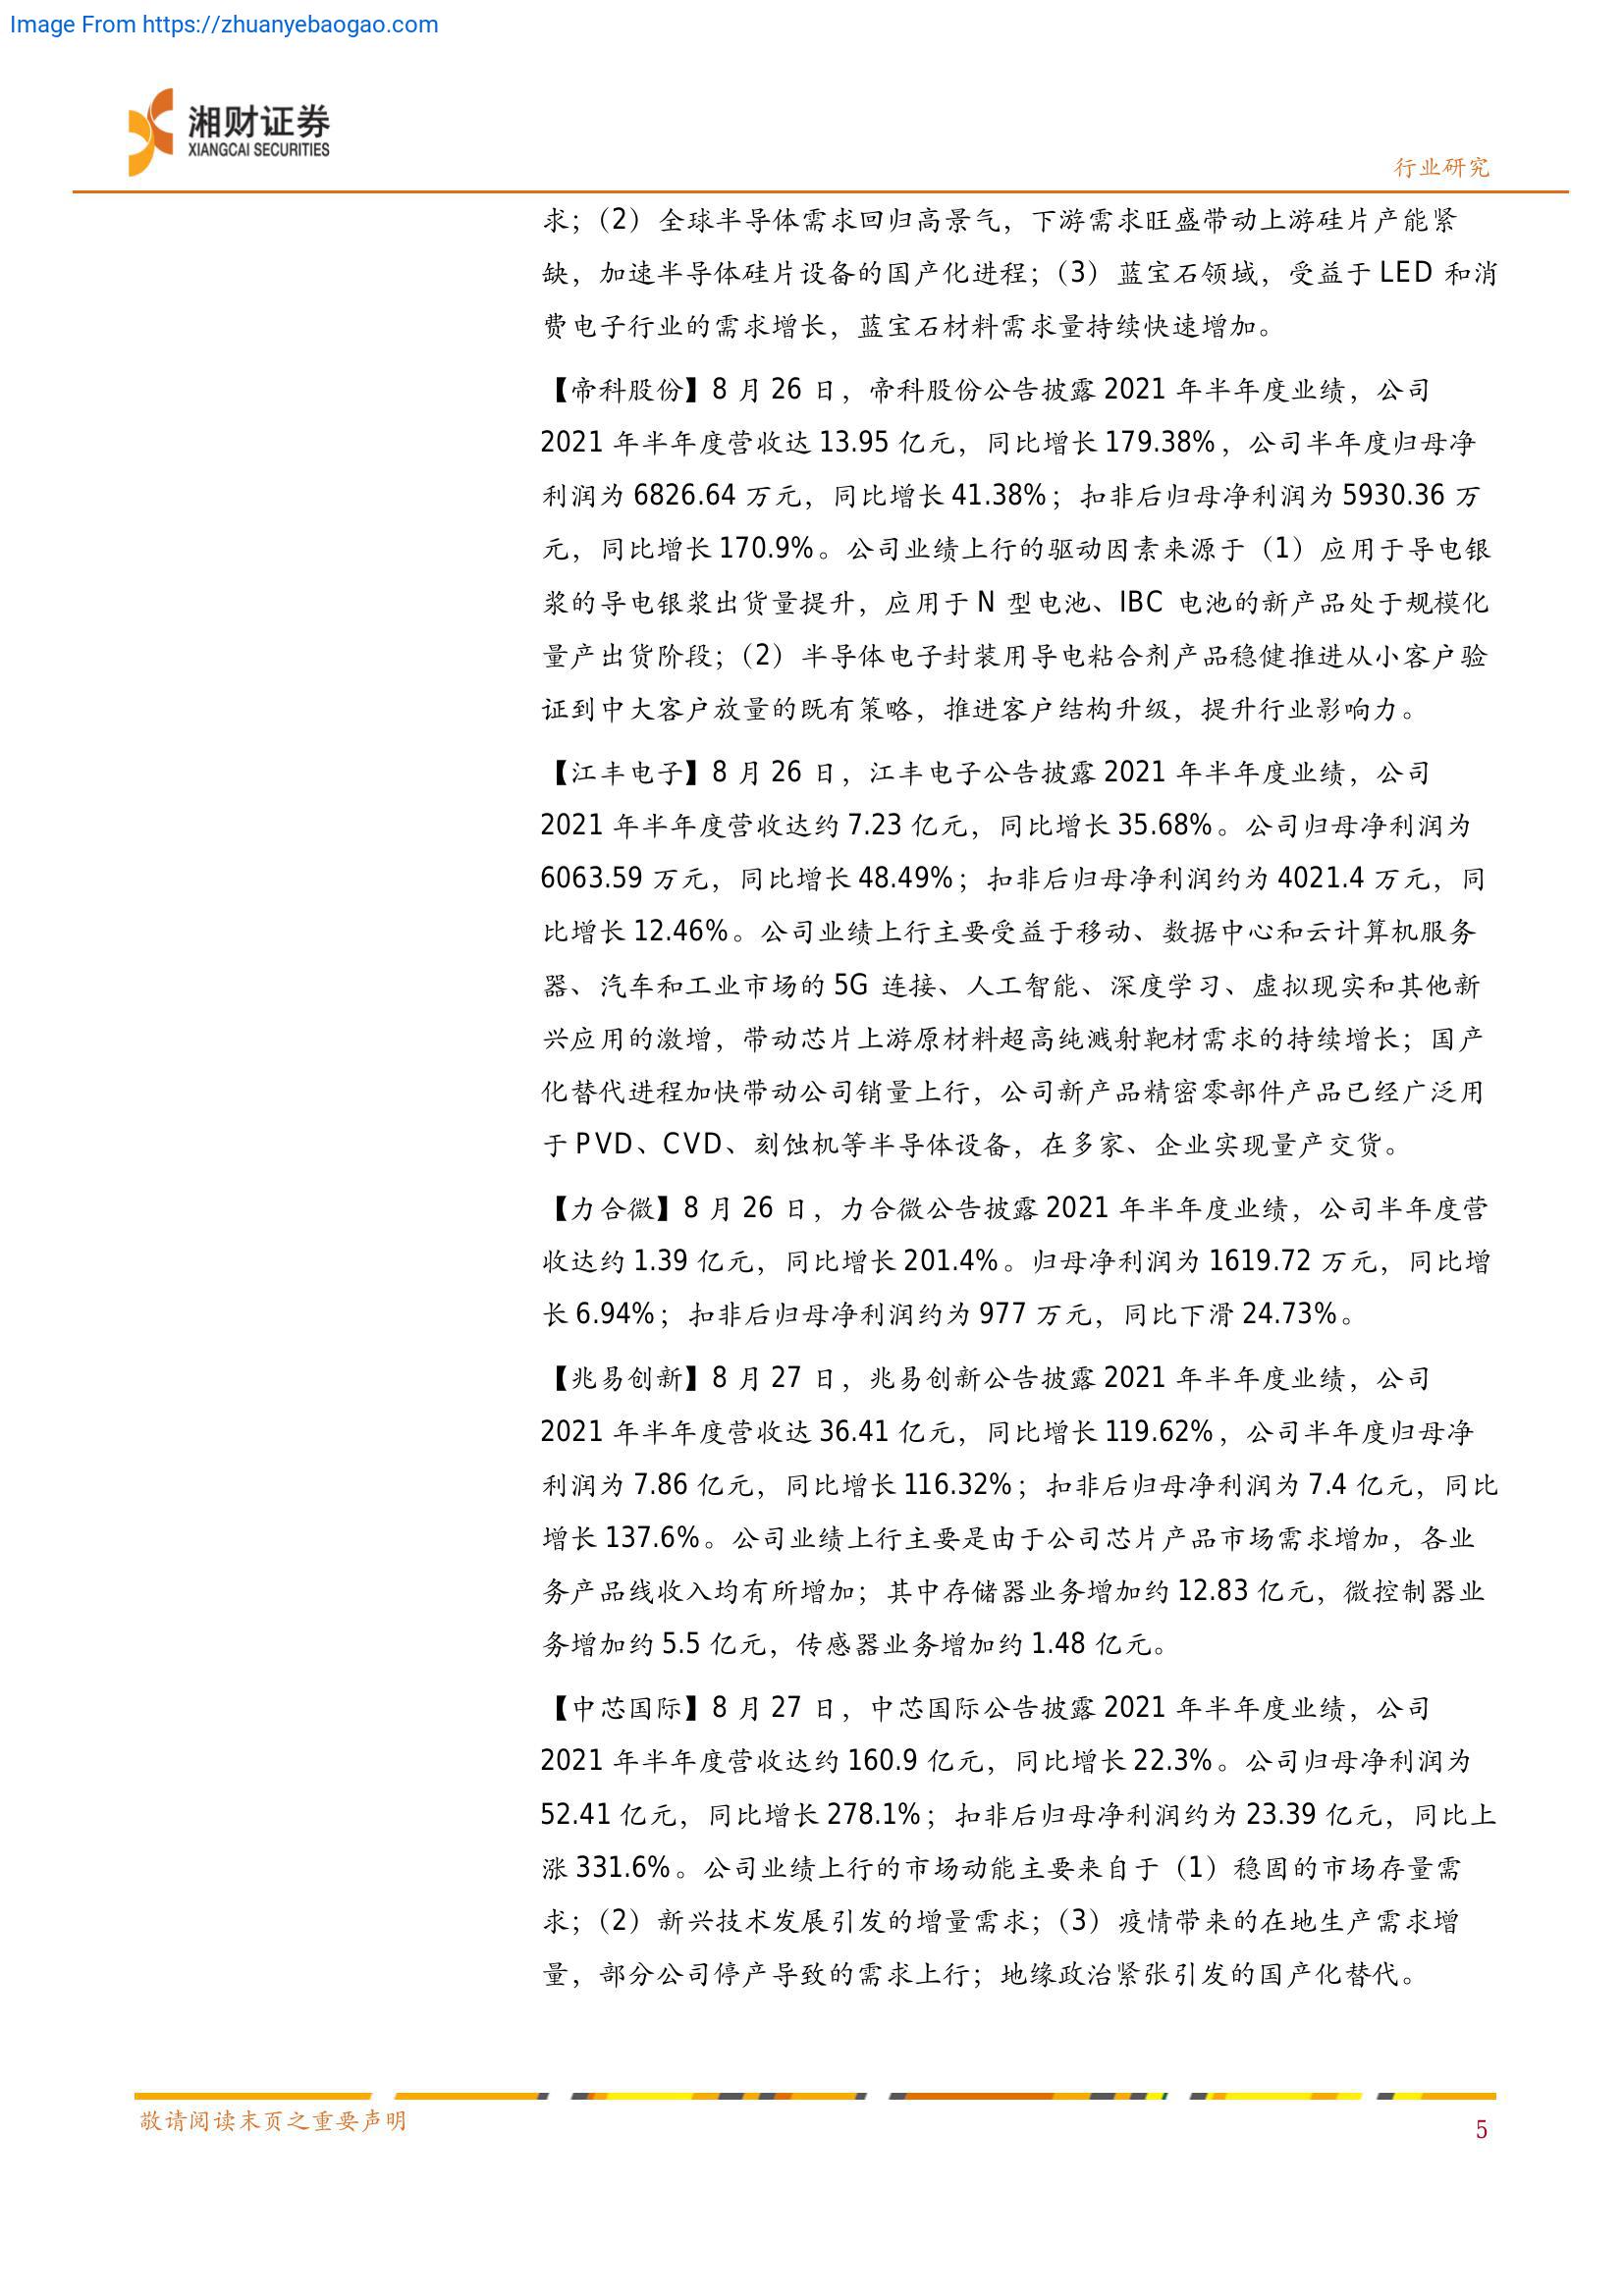 Image From https://zhuanyebaogao.com
湘财证券
XIANGCAI SECURITIES
行业研究
求；（2）全球半导体需求回归高景气，下游需求旺盛带动上游硅片产能紧
缺，加速半导体硅片设备的国产化进程；（3）蓝宝石领域，受益于 LED 和消
费电子行业的需求增长，蓝宝石材料需求量持续快速增加。
【帝科股份】8 月 26 日，帝科股份公告披露 2021 年半年度业绩，公司
2021 年半年度营收达 13.95 亿元，同比增长 179.38%，公司半年度归母净
利润为 6826.64 万元，同比增长 41.38%；扣非后归母净利润为 5930.36 万
元，同比增长 170.9%。公司业绩上行的驱动因素来源于（1）应用于导电银
浆的导电银浆出货量提升，应用于 N 型电池、IBC 电池的新产品处于规模化
量产出货阶段；（2）半导体电子封装用导电粘合剂产品稳健推进从小客户验
证到中大客户放量的既有策略，推进客户结构升级，提升行业影响力。
【江丰电子】8 月 26 日，江丰电子公告披露 2021 年半年度业绩，公司
2021 年半年度营收达约 7.23 亿元，同比增长 35.68%。公司归母净利润为
6063.59 万元，同比增长 48.49%；扣非后归母净利润约为 4021.4 万元，同
比增长 12.46%。公司业绩上行主要受益于移动、数据中心和云计算机服务
器、汽车和工业市场的 5G 连接、人工智能、深度学习、虚拟现实和其他新
兴应用的激增，带动芯片上游原材料超高纯溅射靶材需求的持续增长；国产
化替代进程加快带动公司销量上行，公司新产品精密零部件产品已经广泛用
于 PVD、CVD、刻蚀机等半导体设备，在多家、企业实现量产交货。
【力合微】8 月 26 日，力合微公告披露 2021 年半年度业绩，公司半年度营
收达约 1.39 亿元，同比增长 201.4%。归母净利润为 1619.72 万元，同比增
长 6.94%；扣非后归母净利润约为 977 万元，同比下滑 24.73%。
【兆易创新】8 月 27 日，兆易创新公告披露 2021 年半年度业绩，公司
2021 年半年度营收达 36.41 亿元，同比增长 119.62%，公司半年度归母净
利润为 7.86 亿元，同比增长 116.32%；扣非后归母净利润为 7.4 亿元，同比
增长 137.6%。公司业绩上行主要是由于公司芯片产品市场需求增加，各业
务产品线收入均有所增加；其中存储器业务增加约 12.83 亿元，微控制器业
务增加约 5.5 亿元，传感器业务增加约 1.48 亿元。
【中芯国际】8 月 27 日，中芯国际公告披露 2021 年半年度业绩，公司
2021 年半年度营收达约 160.9 亿元，同比增长 22.3%。公司归母净利润为
52.41 亿元，同比增长 278.1%；扣非后归母净利润约为 23.39 亿元，同比上
涨 331.6%。公司业绩上行的市场动能主要来自于（1）稳固的市场存量需
求；（2）新兴技术发展引发的增量需求；（3）疫情带来的在地生产需求增
量，部分公司停产导致的需求上行；地缘政治紧张引发的国产化替代。
敬请阅读末页之重要声明
5